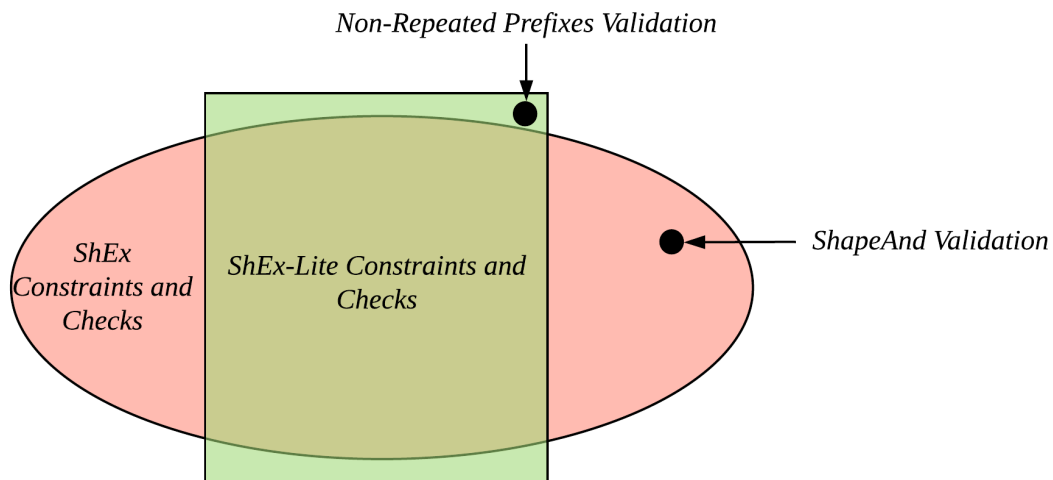 Non-Repeated Prefixes Validation
ShapeAnd Validation
ShEx
Constraints and
Checks
ShEx-Lite Constraints and
Checks